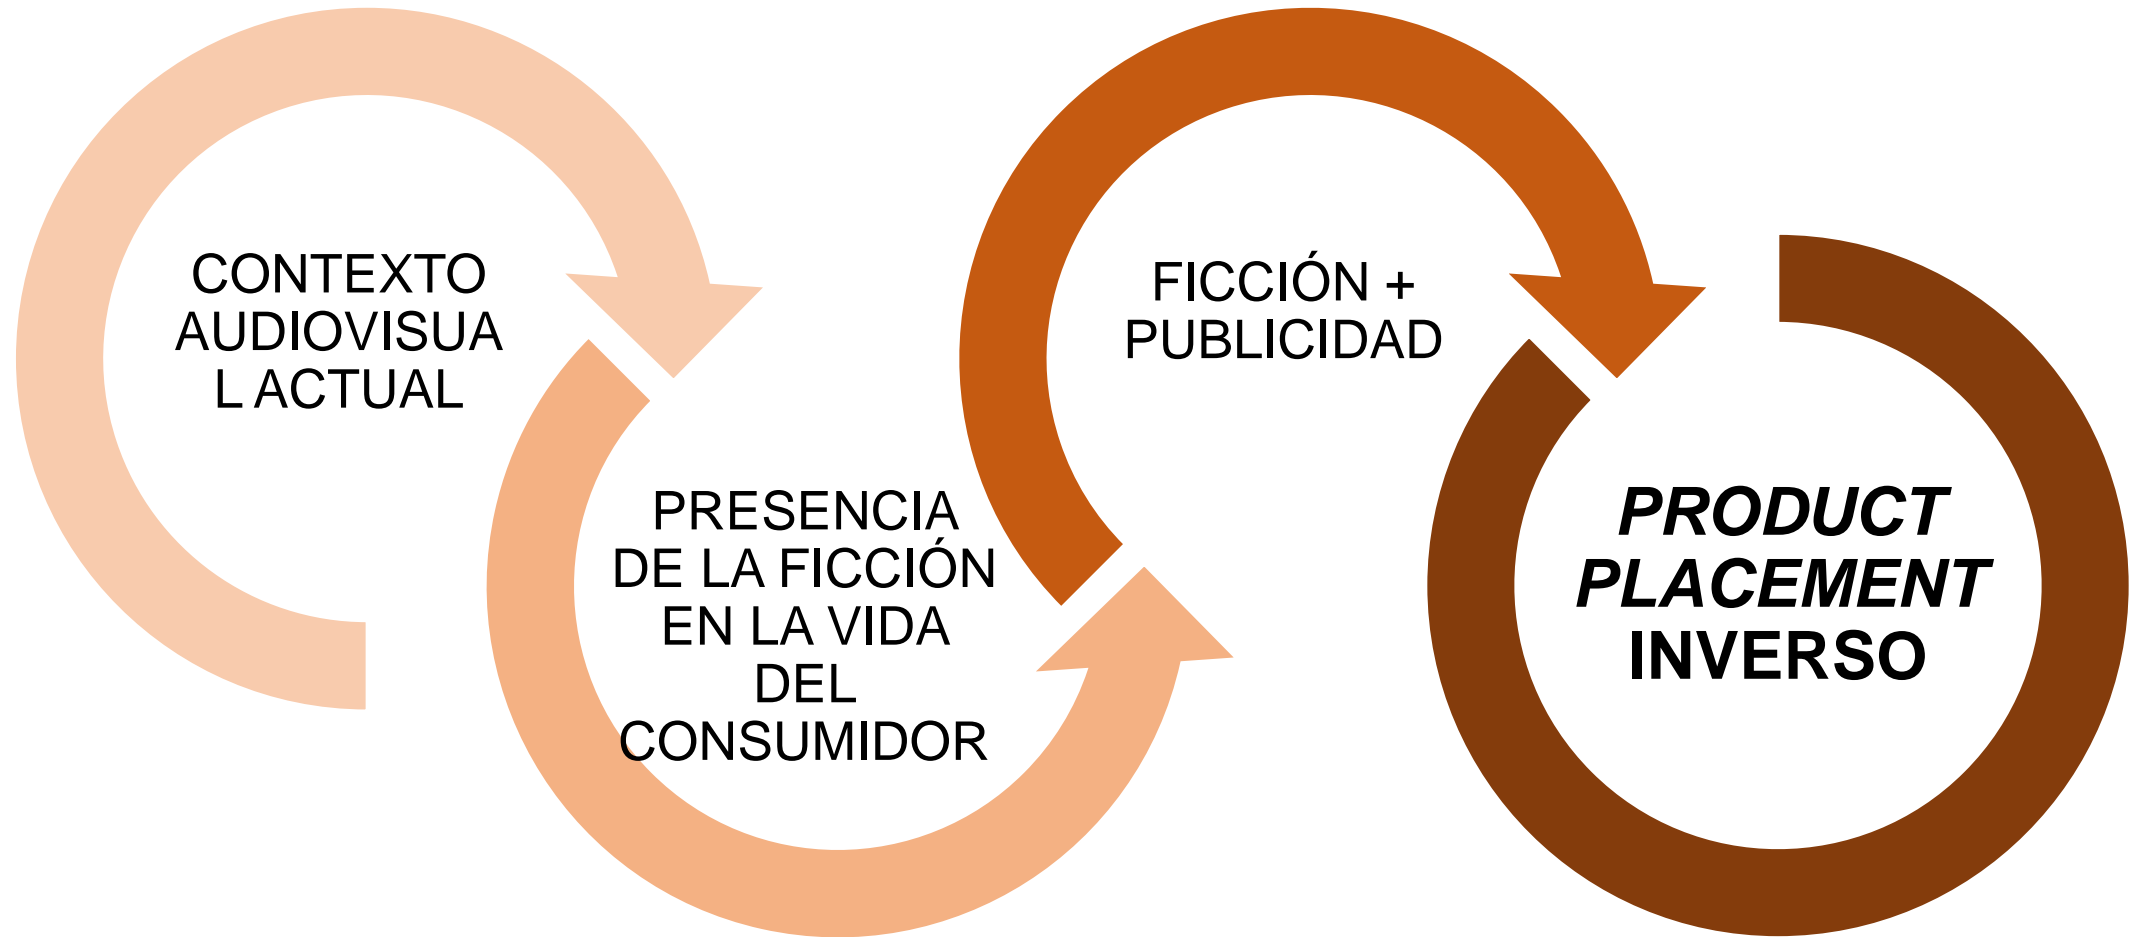 CONTEXTO
AUDIOVISUA
L ACTUAL
PRESENCIA
DE LA FICCIÓN
EN LA VIDA
DEL
CONSUMIDOR
FICCIÓN +
PUBLICIDAD
PRODUCT
PLACEMENT
INVERSO